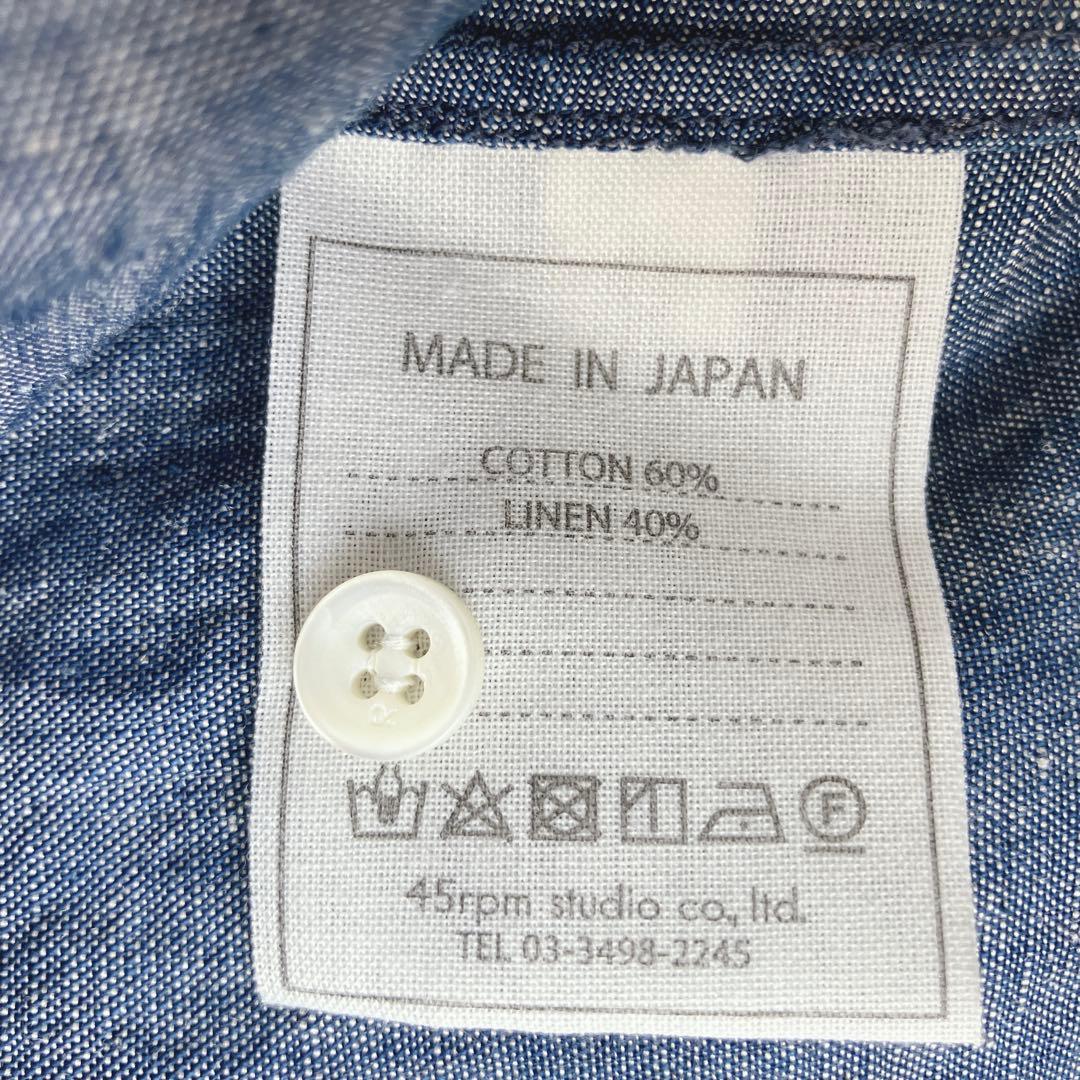 MADE IN JAPAN
COTTON 60%
LINEN 40%
F
45rpm studio co., ltd.
TEL 03-3498-2245